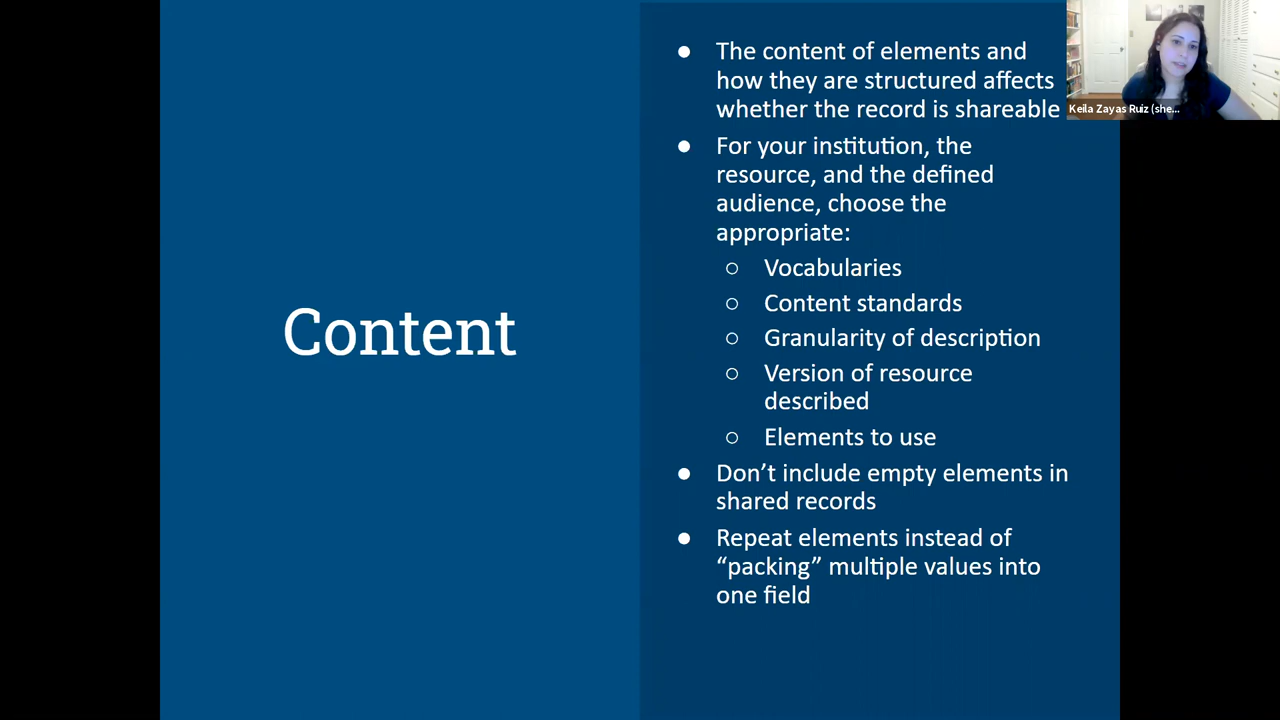 Content
● The content of elements and
how they are structured affects
whether the record is shareable
● For your institution, the
resource, and the defined
audience, choose the
appropriate:
○ Vocabularies
○ Content standards
○ Granularity of description
○ Version of resource
described
○ Elements to use
● Don’t include empty elements in
shared records
● Repeat elements instead of
“packing” multiple values into
one field
Keila Zayas Ruiz (she...